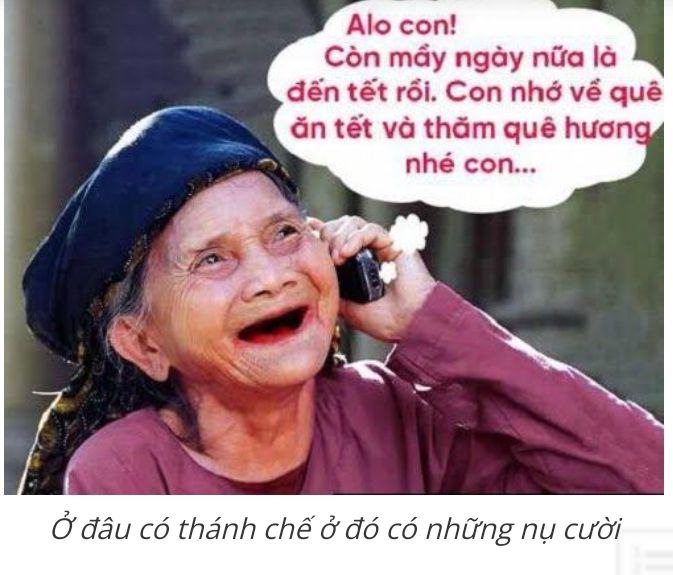 Alo con!
Còn mấy ngày nữa là
đến tết rồi. Con nhớ về quê
ăn tết và thăm quê hương
nhé con...
Ở đâu có thánh chế ở đó có những nụ cười